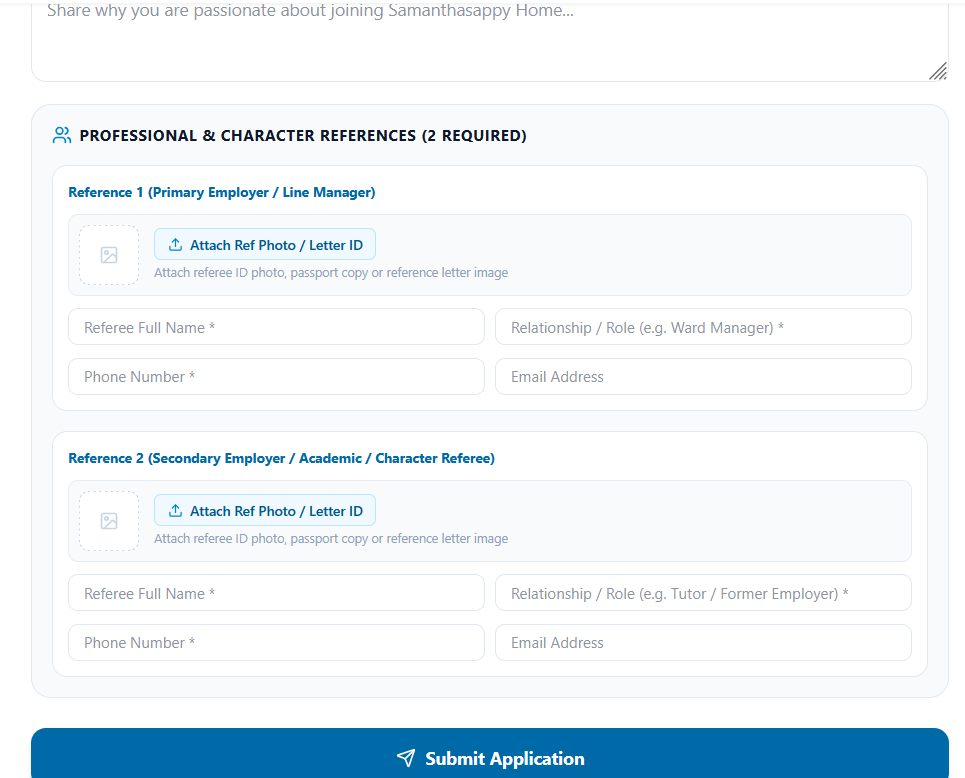 Share why you are passionate about joining Samanthasappy Home...
PROFESSIONAL & CHARACTER REFERENCES (2 REQUIRED)
Reference 1 (Primary Employer / Line Manager)
Attach Ref Photo / Letter ID
Attach referee ID photo, passport copy or reference letter image
Referee Full Name *
Relationship / Role (e.g. Ward Manager) *
Phone Number *
Email Address
Reference 2 (Secondary Employer / Academic / Character Referee)
Attach Ref Photo / Letter ID
Attach referee ID photo, passport copy or reference letter image
Referee Full Name *
Relationship / Role (e.g. Tutor / Former Employer) *
Phone Number *
Email Address
Submit Application